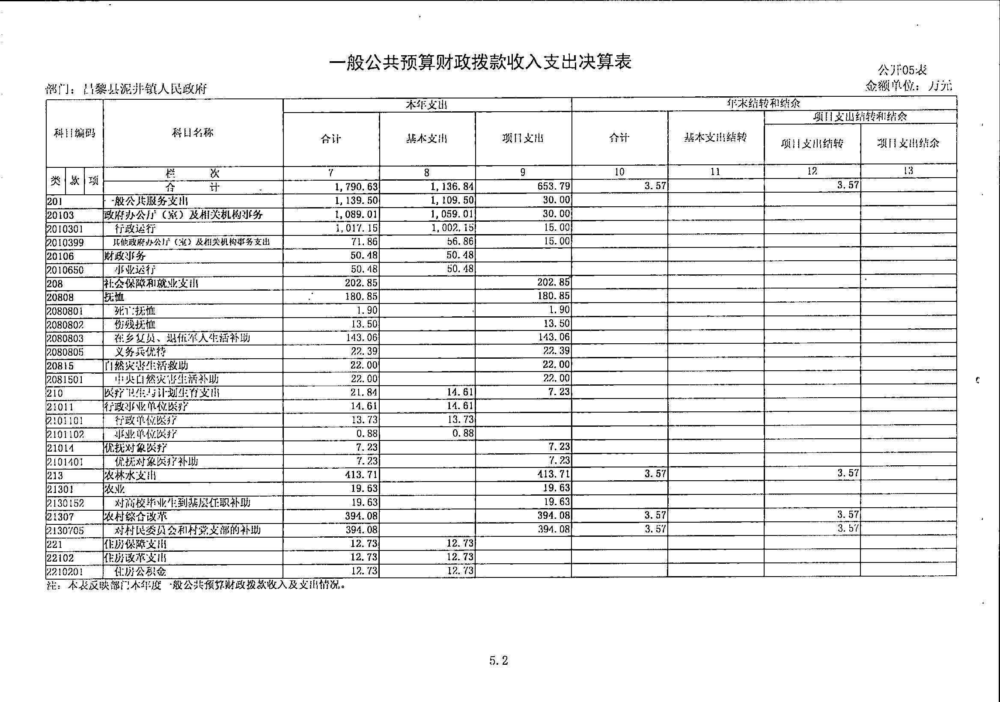 一般公共预算财政拨款收入支出决算表
公开05表
部门：昌黎县泥井镇人民政府
金额单位：万元
科目编码 科目名称 本年支出 年末结转和结余
合计 基本支出 项目支出 合计 基本支出结转 项目支出结转和结余
项目支出结转 项目支出结余
类 款 项 栏 次 7 8 9 10 11 12 13
合 计 1,790.63 1,136.84 653.79 3.57 3.57
201 一般公共服务支出 1,139.50 1,109.50 30.00
20103 政府办公厅（室）及相关机构事务 1,089.01 1,059.01 30.00
2010301 行政运行 1,017.15 1,002.15 15.00
2010399 其他政府办公厅（室）及相关机构事务支出 71.86 56.86 15.00
20106 财政事务 50.48 50.48
2010650 事业运行 50.48 50.48
208 社会保障和就业支出 202.85 202.85
20808 抚恤 180.85 180.85
2080801 死亡抚恤 1.90 1.90
2080802 伤残抚恤 13.50 13.50
2080803 在乡复员、退伍军人生活补助 143.06 143.06
2080805 义务兵优待 22.39 22.39
20815 自然灾害生活救助 22.00 22.00
2081501 中央自然灾害生活补助 22.00 22.00
210 医疗卫生与计划生育支出 21.84 14.61 7.23
21011 行政事业单位医疗 14.61 14.61
2101101 行政单位医疗 13.73 13.73
2101102 事业单位医疗 0.88 0.88
21014 优抚对象医疗 7.23 7.23
2101401 优抚对象医疗补助 7.23 7.23
213 农林水支出 413.71 413.71 3.57 3.57
21301 农业 19.63 19.63
2130152 对高校毕业生到基层任职补助 19.63 19.63
21307 农村综合改革 394.08 394.08 3.57 3.57
2130705 对村民委员会和村党支部的补助 394.08 394.08 3.57 3.57
221 住房保障支出 12.73 12.73
22102 住房改革支出 12.73 12.73
2210201 住房公积金 12.73 12.73
注：本表反映部门本年度一般公共预算财政拨款收入及支出情况。
5.2